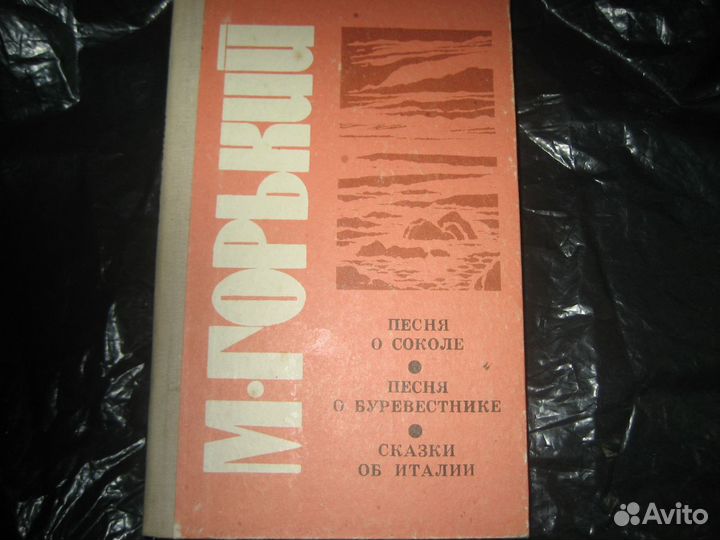 М·ГОРЬКИЙ
ПЕСНЯ
О СОКОЛЕ
ПЕСНЯ
О БУРЕВЕСТНИКЕ
СКАЗКИ
ОБ ИТАЛИИ
Avito